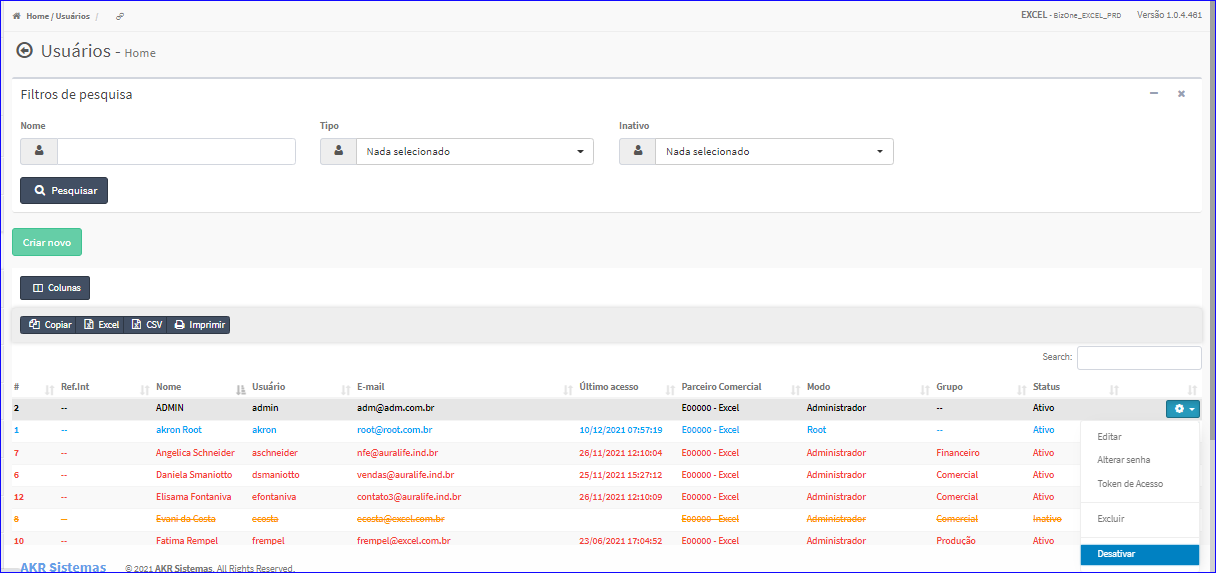 Home / Usuários /
EXCEL - BizOne_EXCEL_PRD Versão 1.0.4.461
Usuários - Home
Filtros de pesquisa
Nome Tipo Inativo
Nada selecionado Nada selecionado
Pesquisar
Criar novo
Colunas
Copiar Excel CSV Imprimir
Search:
# Ref.Int Nome Usuário E-mail Último acesso Parceiro Comercial Modo Grupo Status
2 -- ADMIN admin adm@adm.com.br E00000 - Excel Administrador -- Ativo
1 -- akron Root akron root@root.com.br 10/12/2021 07:57:19 E00000 - Excel Root -- Ativo
7 -- Angelica Schneider aschneider nfe@auralife.ind.br 26/11/2021 12:10:04 E00000 - Excel Administrador Financeiro Ativo
6 -- Daniela Smaniotto dsmaniotto vendas@auralife.ind.br 25/11/2021 15:27:12 E00000 - Excel Administrador Comercial Ativo
12 -- Elisama Fontaniva efontaniva contato3@auralife.ind.br 26/11/2021 12:10:09 E00000 - Excel Administrador Comercial Ativo
8 -- Evani da Costa ecosta ecosta@excel.com.br E00000 - Excel Administrador Comercial Inativo
10 -- Fatima Rempel frempel frempel@excel.com.br 23/06/2021 17:04:52 E00000 - Excel Administrador Produção Ativo
Editar
Alterar senha
Token de Acesso
Excluir
Desativar
AKR Sistemas © 2021 AKR Sistemas. All Rights Reserved.